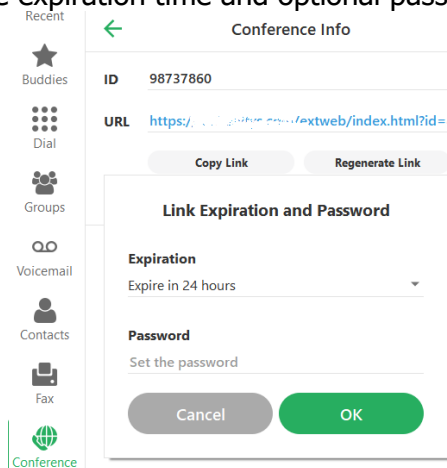 e expiration time and optional pass
Recent
Conference Info
Buddies
ID 98737860
URL https:/ /extweb/index.html?id=
Dial
Copy Link Regenerate Link
Groups
Link Expiration and Password
Voicemail
Expiration
Expire in 24 hours
Contacts
Password
Set the password
Fax
Cancel OK
Conference